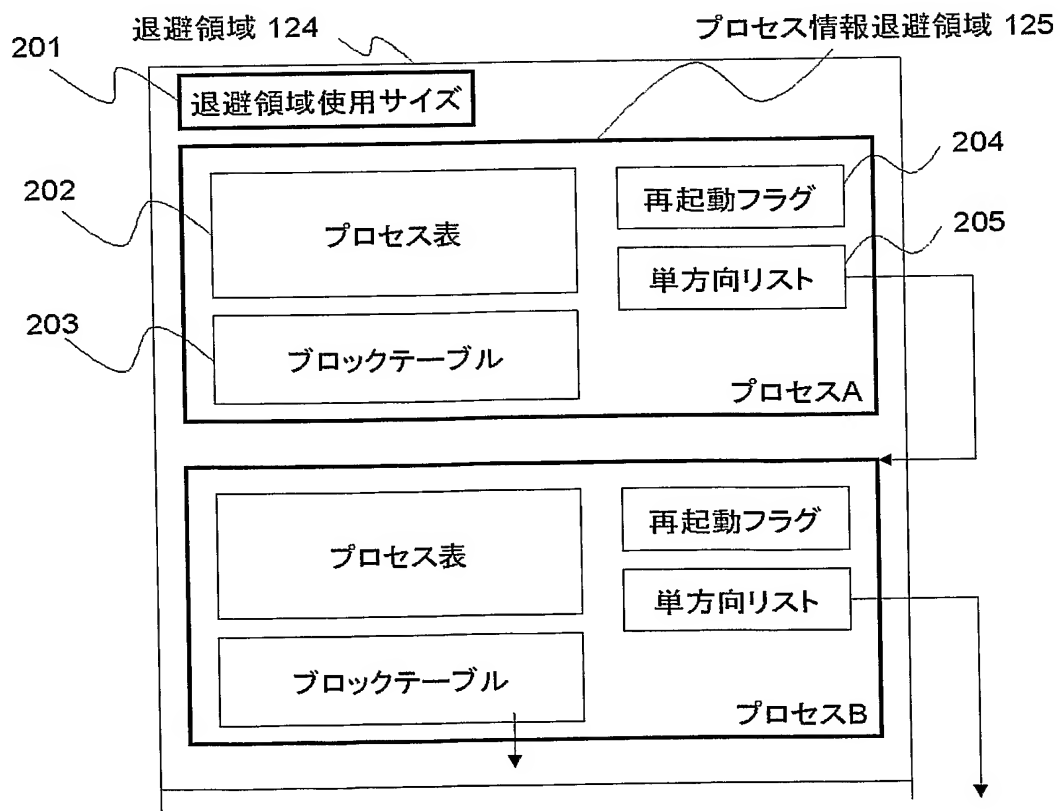 退避領域 124
プロセス情報退避領域 125
201
退避領域使用サイズ
204
202
再起動フラグ
プロセス表
205
単方向リスト
203
ブロックテーブル
プロセスA
再起動フラグ
プロセス表
単方向リスト
ブロックテーブル
プロセスB